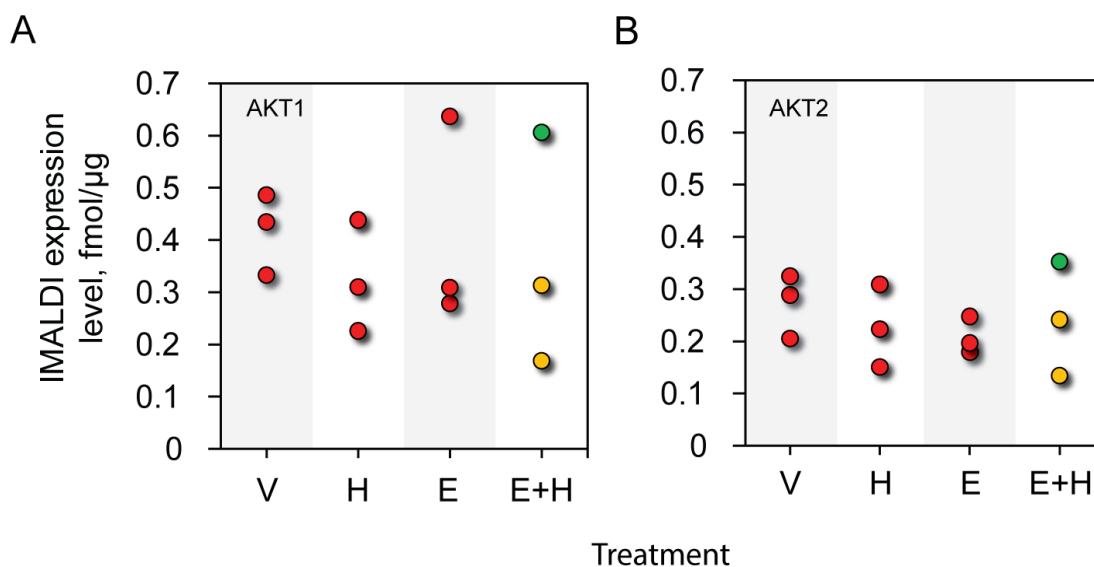 A
B
IMALDI expression
level, fmol/µg
0.7
0.6
0.5
0.4
0.3
0.2
0.1
0
AKT1
V
H
E
E+H
0.7
0.6
0.5
0.4
0.3
0.2
0.1
0
AKT2
V
H
E
E+H
Treatment